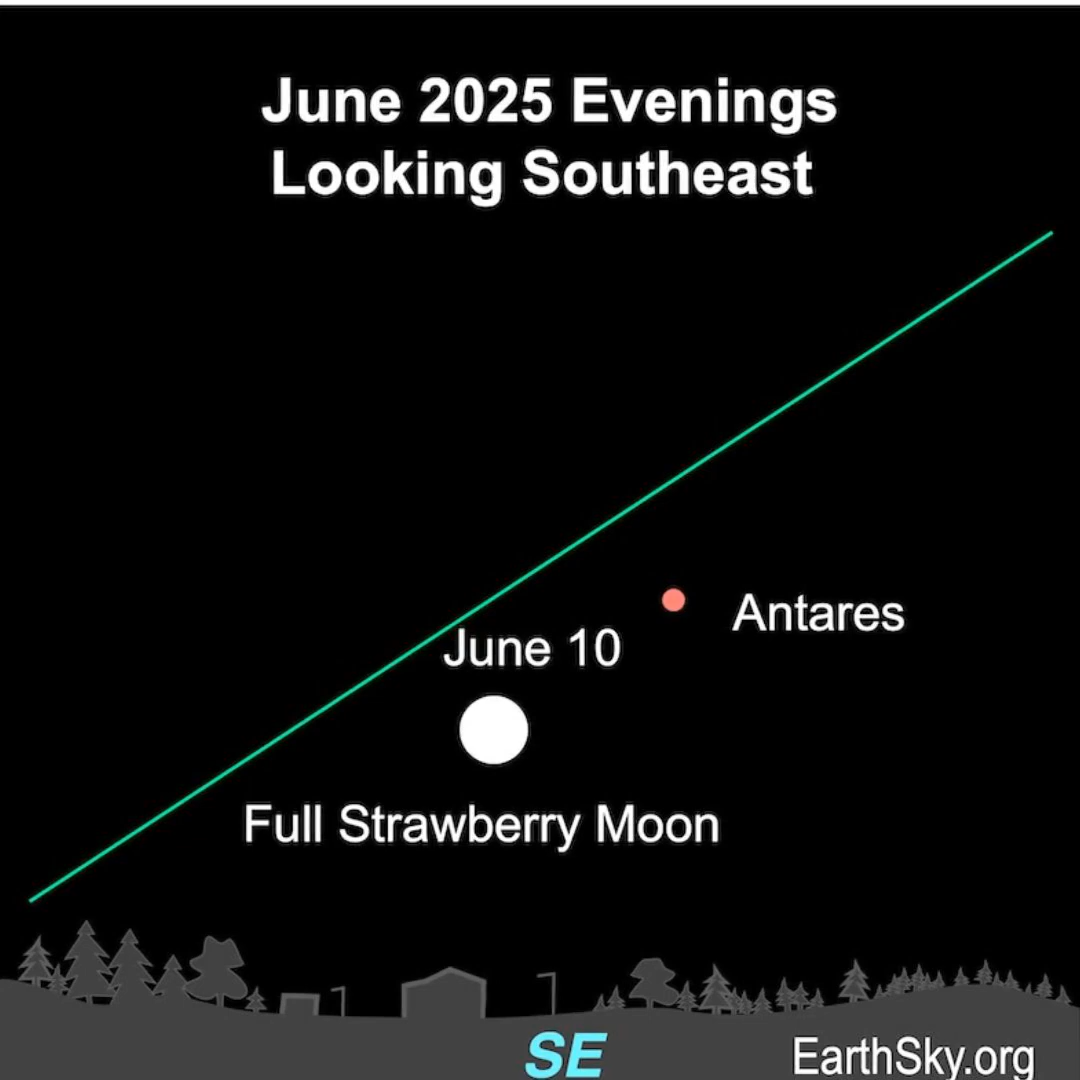 June 2025 Evenings
Looking Southeast
Antares
June 10
Full Strawberry Moon
SE
EarthSky.org